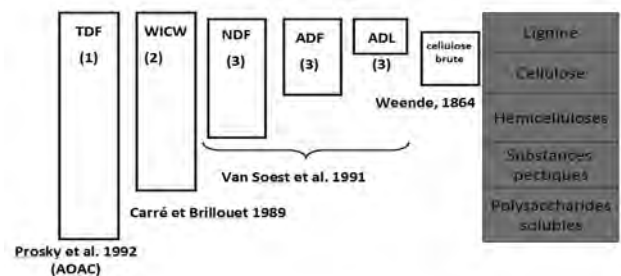 TDF
(1)
WICW
(2)
NDF
(3)
ADF
(3)
ADL
(3)
cellulose
brute
Weende, 1864
Van Soest et al. 1991
Carré et Brillouet 1989
Prosky et al. 1992
(AOAC)
Lignine
Cellulose
Hémicelluloses
Substances
pectiques
Polysaccharides
solubles